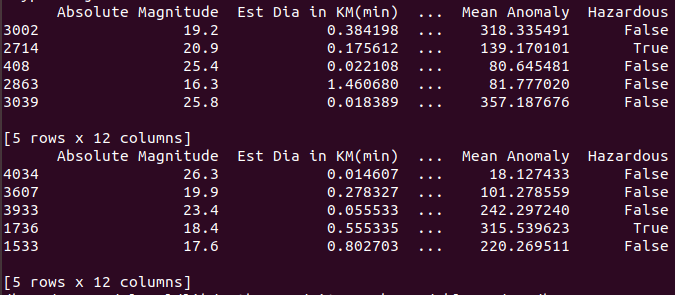 Absolute Magnitude  Est Dia in KM(min)  ...  Mean Anomaly  Hazardous
3002                19.2            0.384198  ...    318.335491      False
2714                20.9            0.175612  ...    139.170101       True
408                 25.4            0.022108  ...     80.645481      False
2863                16.3            1.460680  ...     81.777020      False
3039                25.8            0.018389  ...    357.187676      False
[5 rows x 12 columns]
Absolute Magnitude  Est Dia in KM(min)  ...  Mean Anomaly  Hazardous
4034                26.3            0.014607  ...     18.127433      False
3607                19.9            0.278327  ...    101.278559      False
3933                23.4            0.055533  ...    242.297240      False
1736                18.4            0.555335  ...    315.539623       True
1533                17.6            0.802703  ...    220.269511      False
[5 rows x 12 columns]